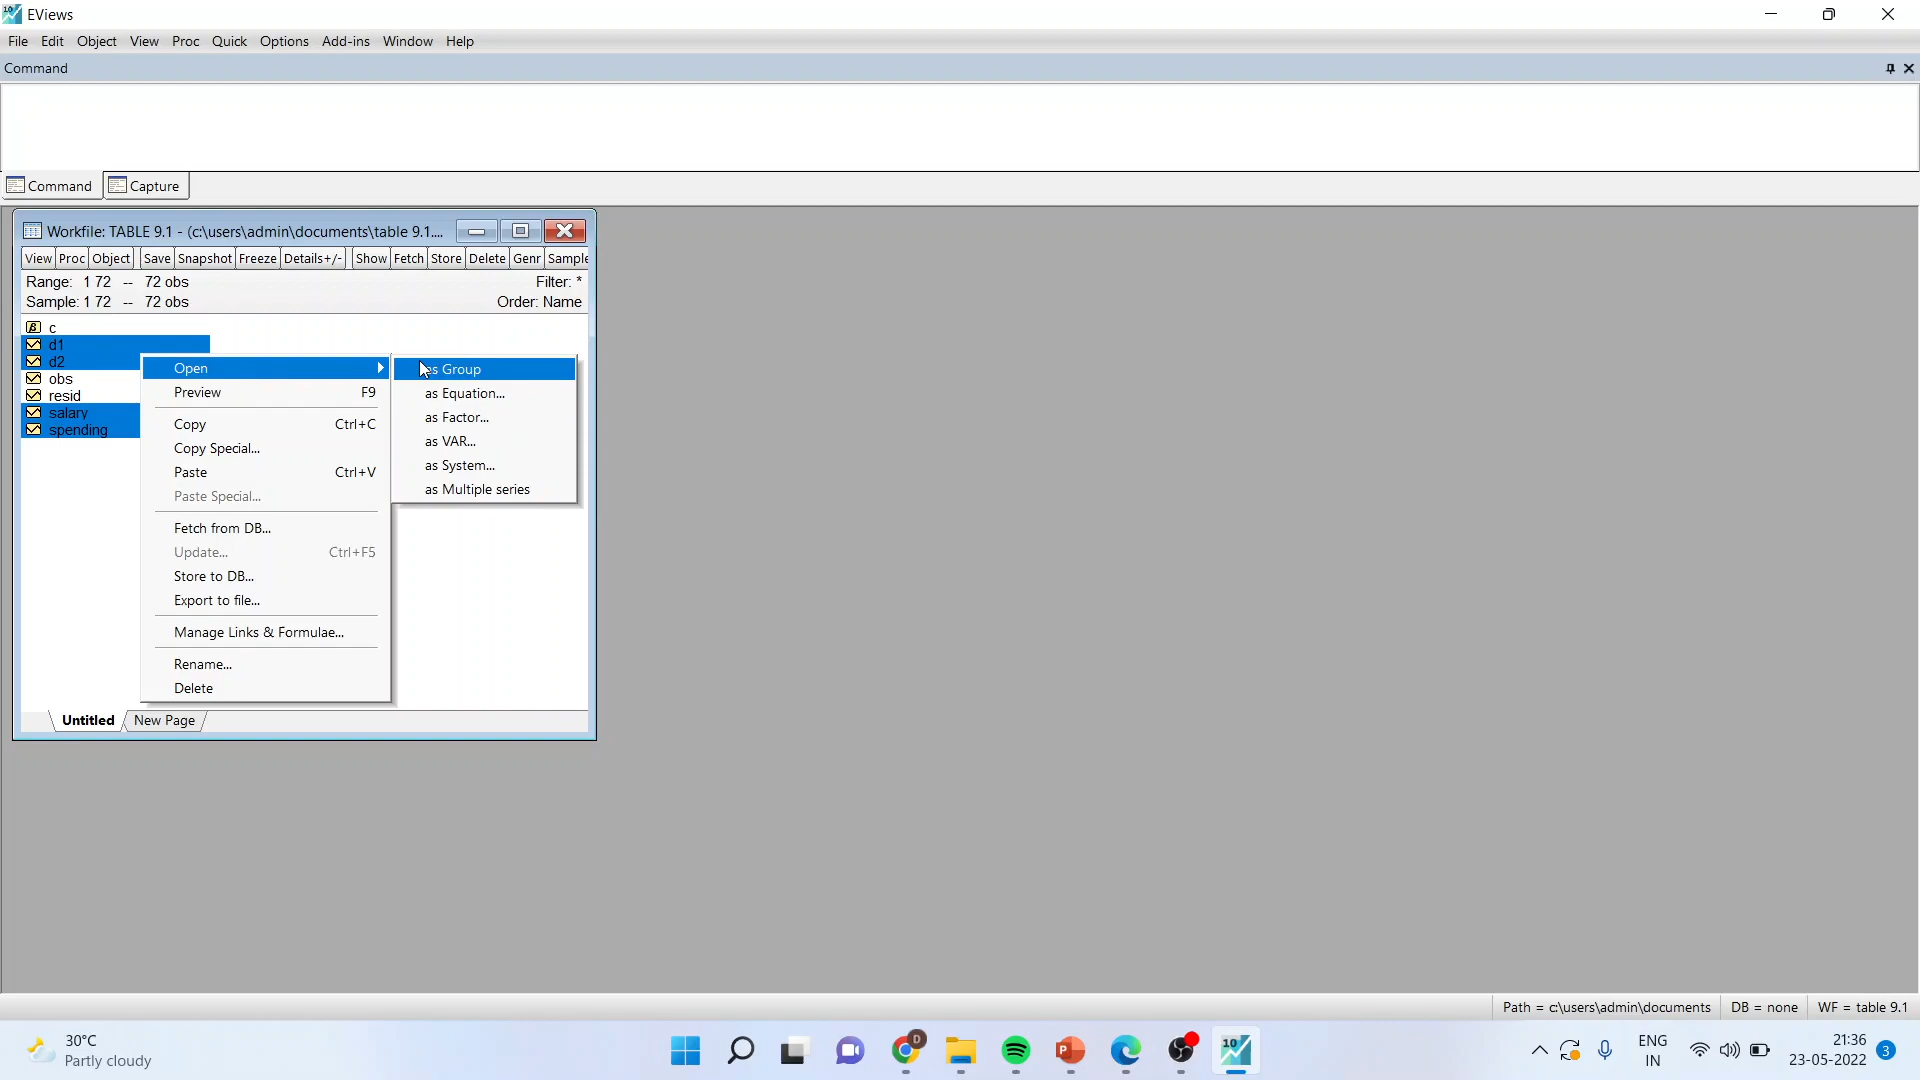 EViews
File Edit Object View Proc Quick Options Add-ins Window Help
Command
Command Capture
Workfile: TABLE 9.1 - (c:\users\admin\documents\table 9.1....
View Proc Object Save Snapshot Freeze Details+/- Show Fetch Store Delete Genr Sample
Range: 1 72 -- 72 obs Filter: *
Sample: 1 72 -- 72 obs Order: Name
c
d1
d2
obs
resid
salary
spending
Open
Preview F9
Copy Ctrl+C
Copy Special...
Paste Ctrl+V
Paste Special...
Fetch from DB...
Update... Ctrl+F5
Store to DB...
Export to file...
Manage Links & Formulae...
Rename...
Delete
as Group
as Equation...
as Factor...
as VAR...
as System...
as Multiple series
Untitled New Page
Path = c:\users\admin\documents DB = none WF = table 9.1
30°C
Partly cloudy
D
10
ENG
IN
21:36
23-05-2022
3